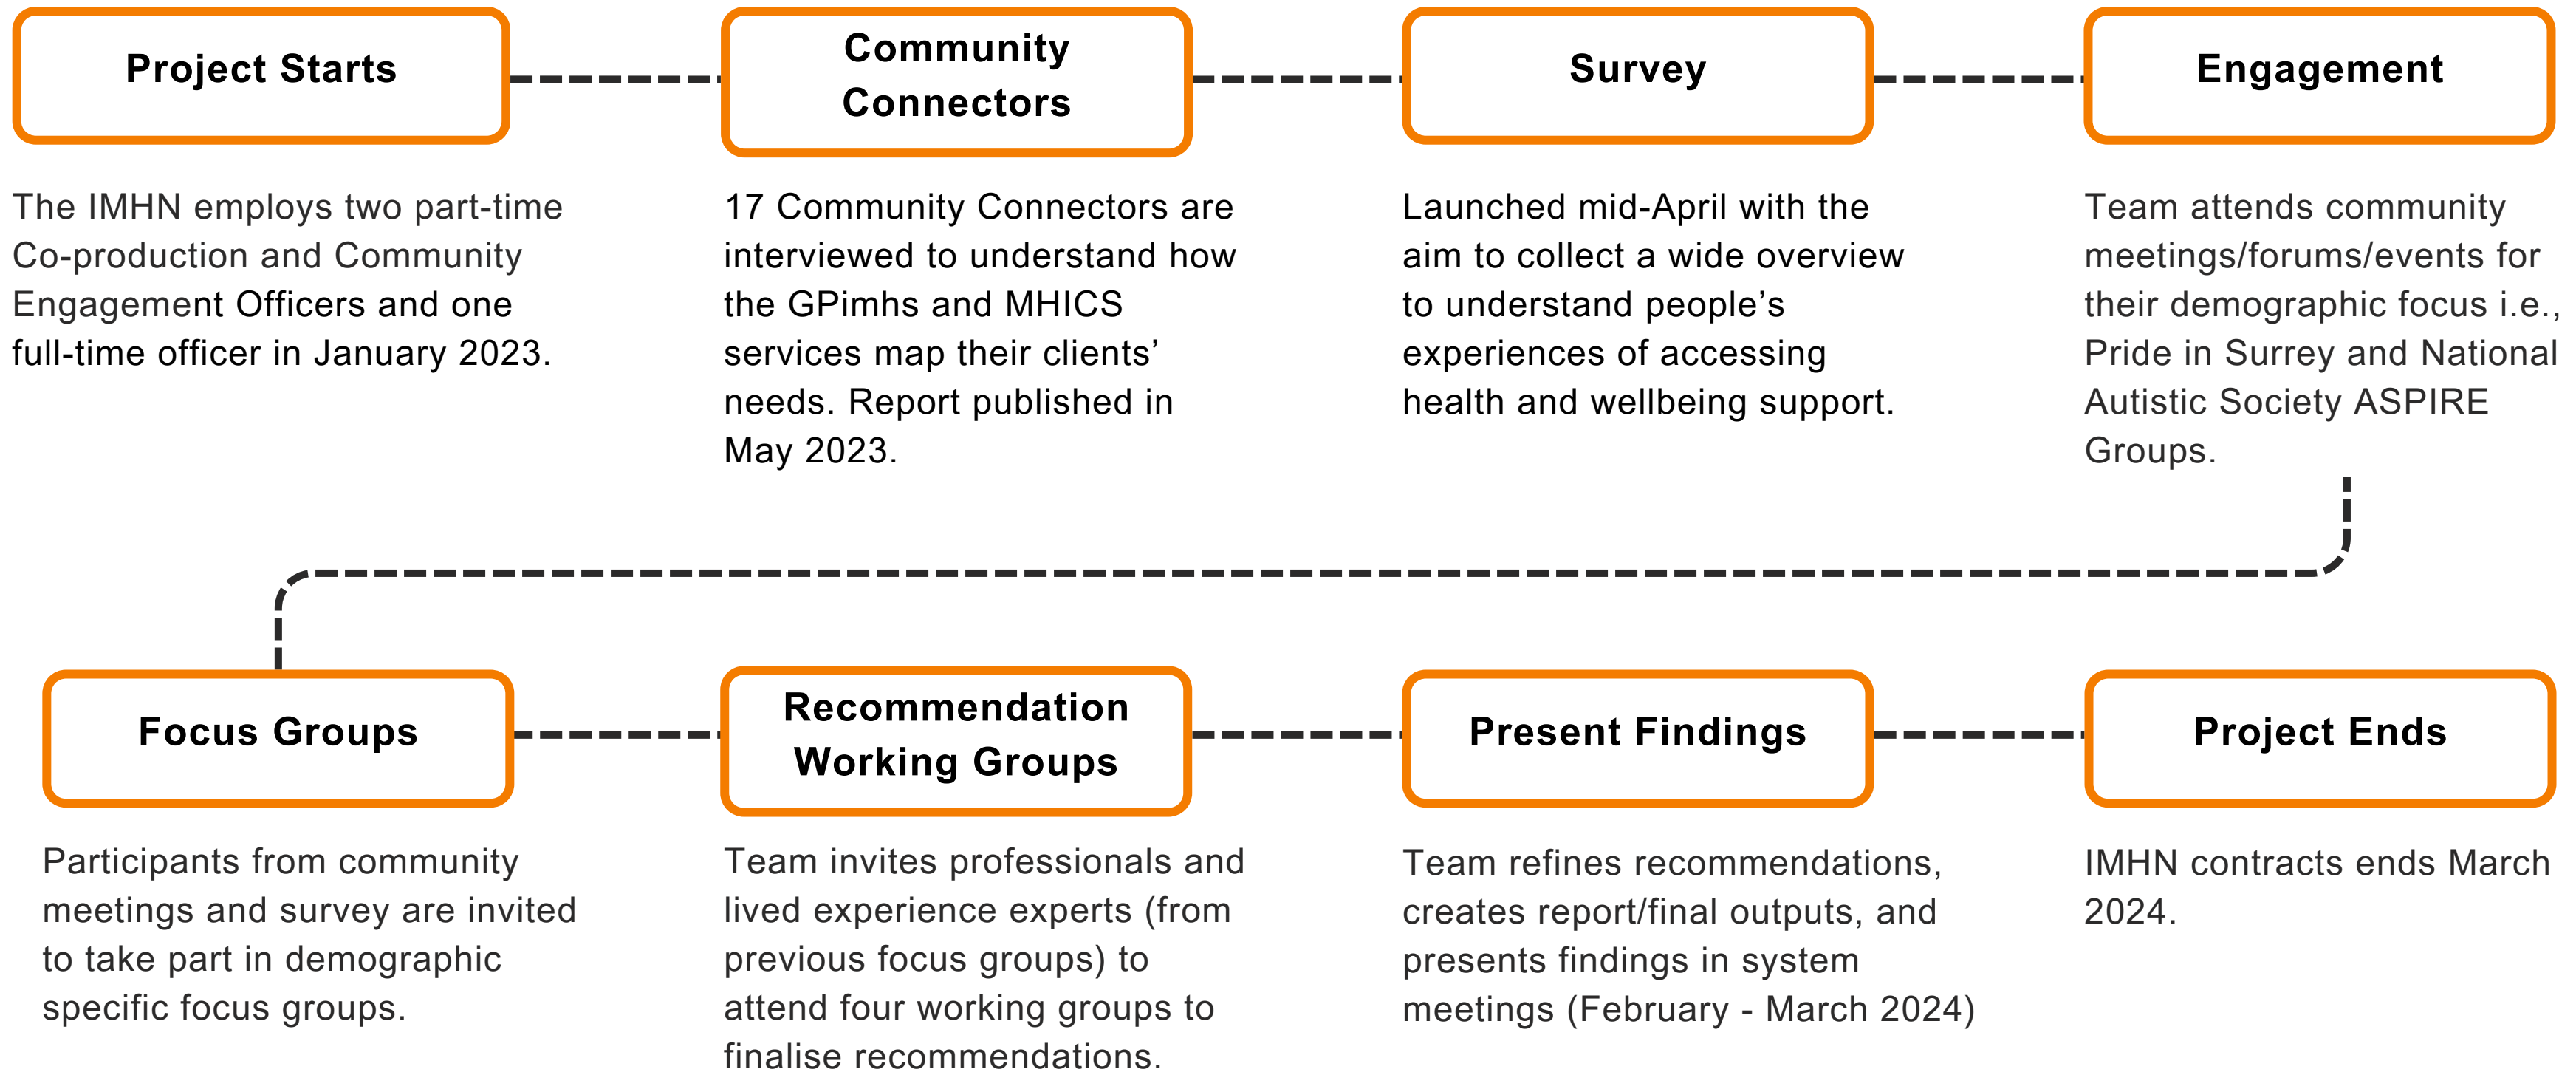 Project Starts
The IMHN employs two part-time
Co-production and Community
Engagement Officers and one
full-time officer in January 2023.
Community
Connectors
17 Community Connectors are
interviewed to understand how
the GPimhs and MHICS
services map their clients’
needs. Report published in
May 2023.
Survey
Launched mid-April with the
aim to collect a wide overview
to understand people’s
experiences of accessing
health and wellbeing support.
Engagement
Team attends community
meetings/forums/events for
their demographic focus i.e.,
Pride in Surrey and National
Autistic Society ASPIRE
Groups.
Focus Groups
Participants from community
meetings and survey are invited
to take part in demographic
specific focus groups.
Recommendation
Working Groups
Team invites professionals and
lived experience experts (from
previous focus groups) to
attend four working groups to
finalise recommendations.
Present Findings
Team refines recommendations,
creates report/final outputs, and
presents findings in system
meetings (February - March 2024)
Project Ends
IMHN contracts ends March
2024.